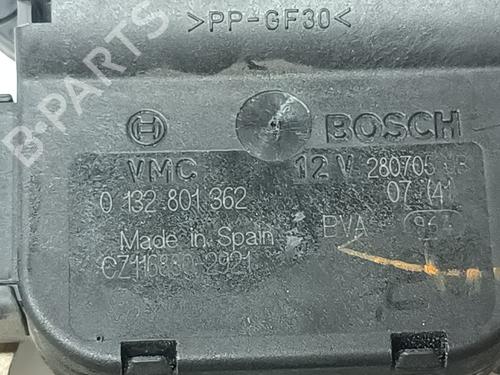 >PP-GF30<
BOSCH
VMC 12 V 280705
0 132 801 362 07
Made in Spain BVA
B-PARTS